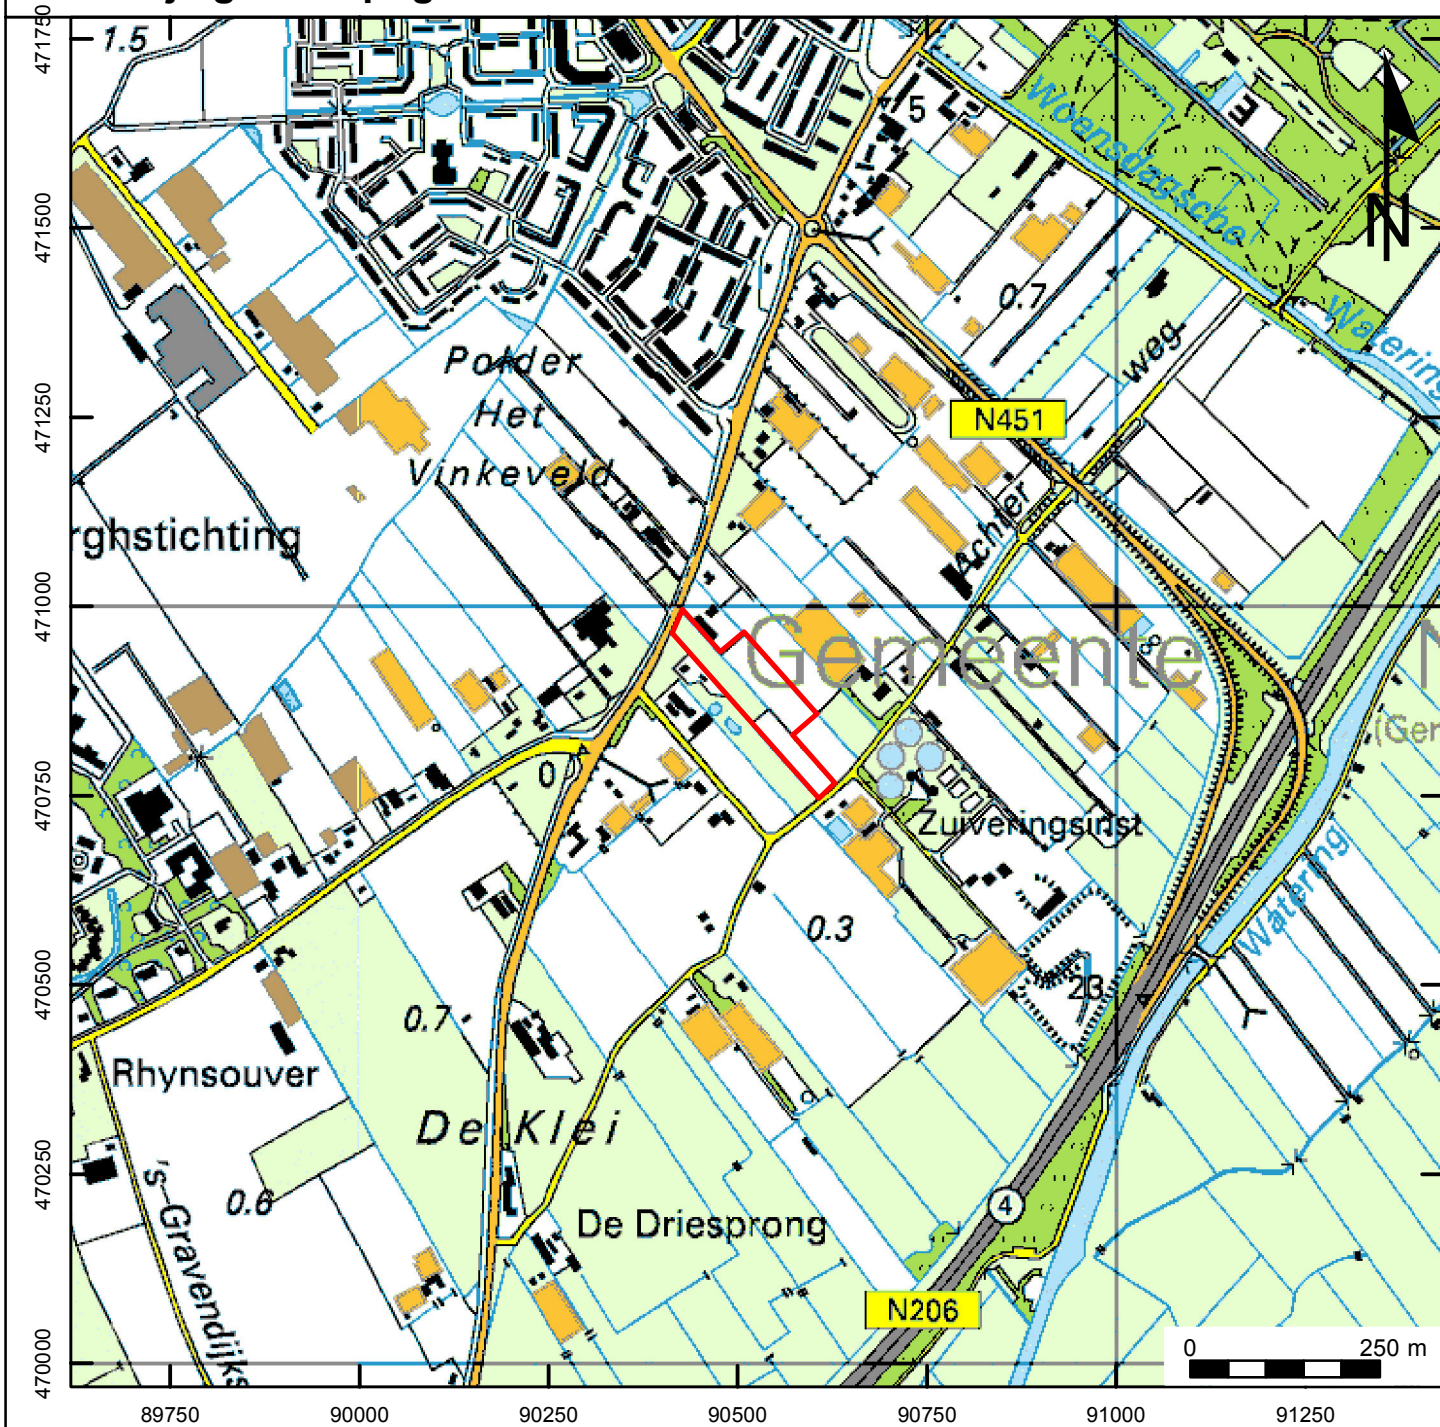 1.5
5
Woensdagsche
Watering
N
0.7
weg
N451
Polder
Het
Vinkeveld
Achter
rghstichting
Gemeente
N
(Ger
0
Zuiveringsinst
Watering
0.3
23
0.7
Rhynsouver
De Klei
0.6
's-Gravendijks
De Driesprong
4
N206
0 250 m
471750
471500
471250
471000
470750
470500
470250
470000
89750 90000 90250 90500 90750 91000 91250